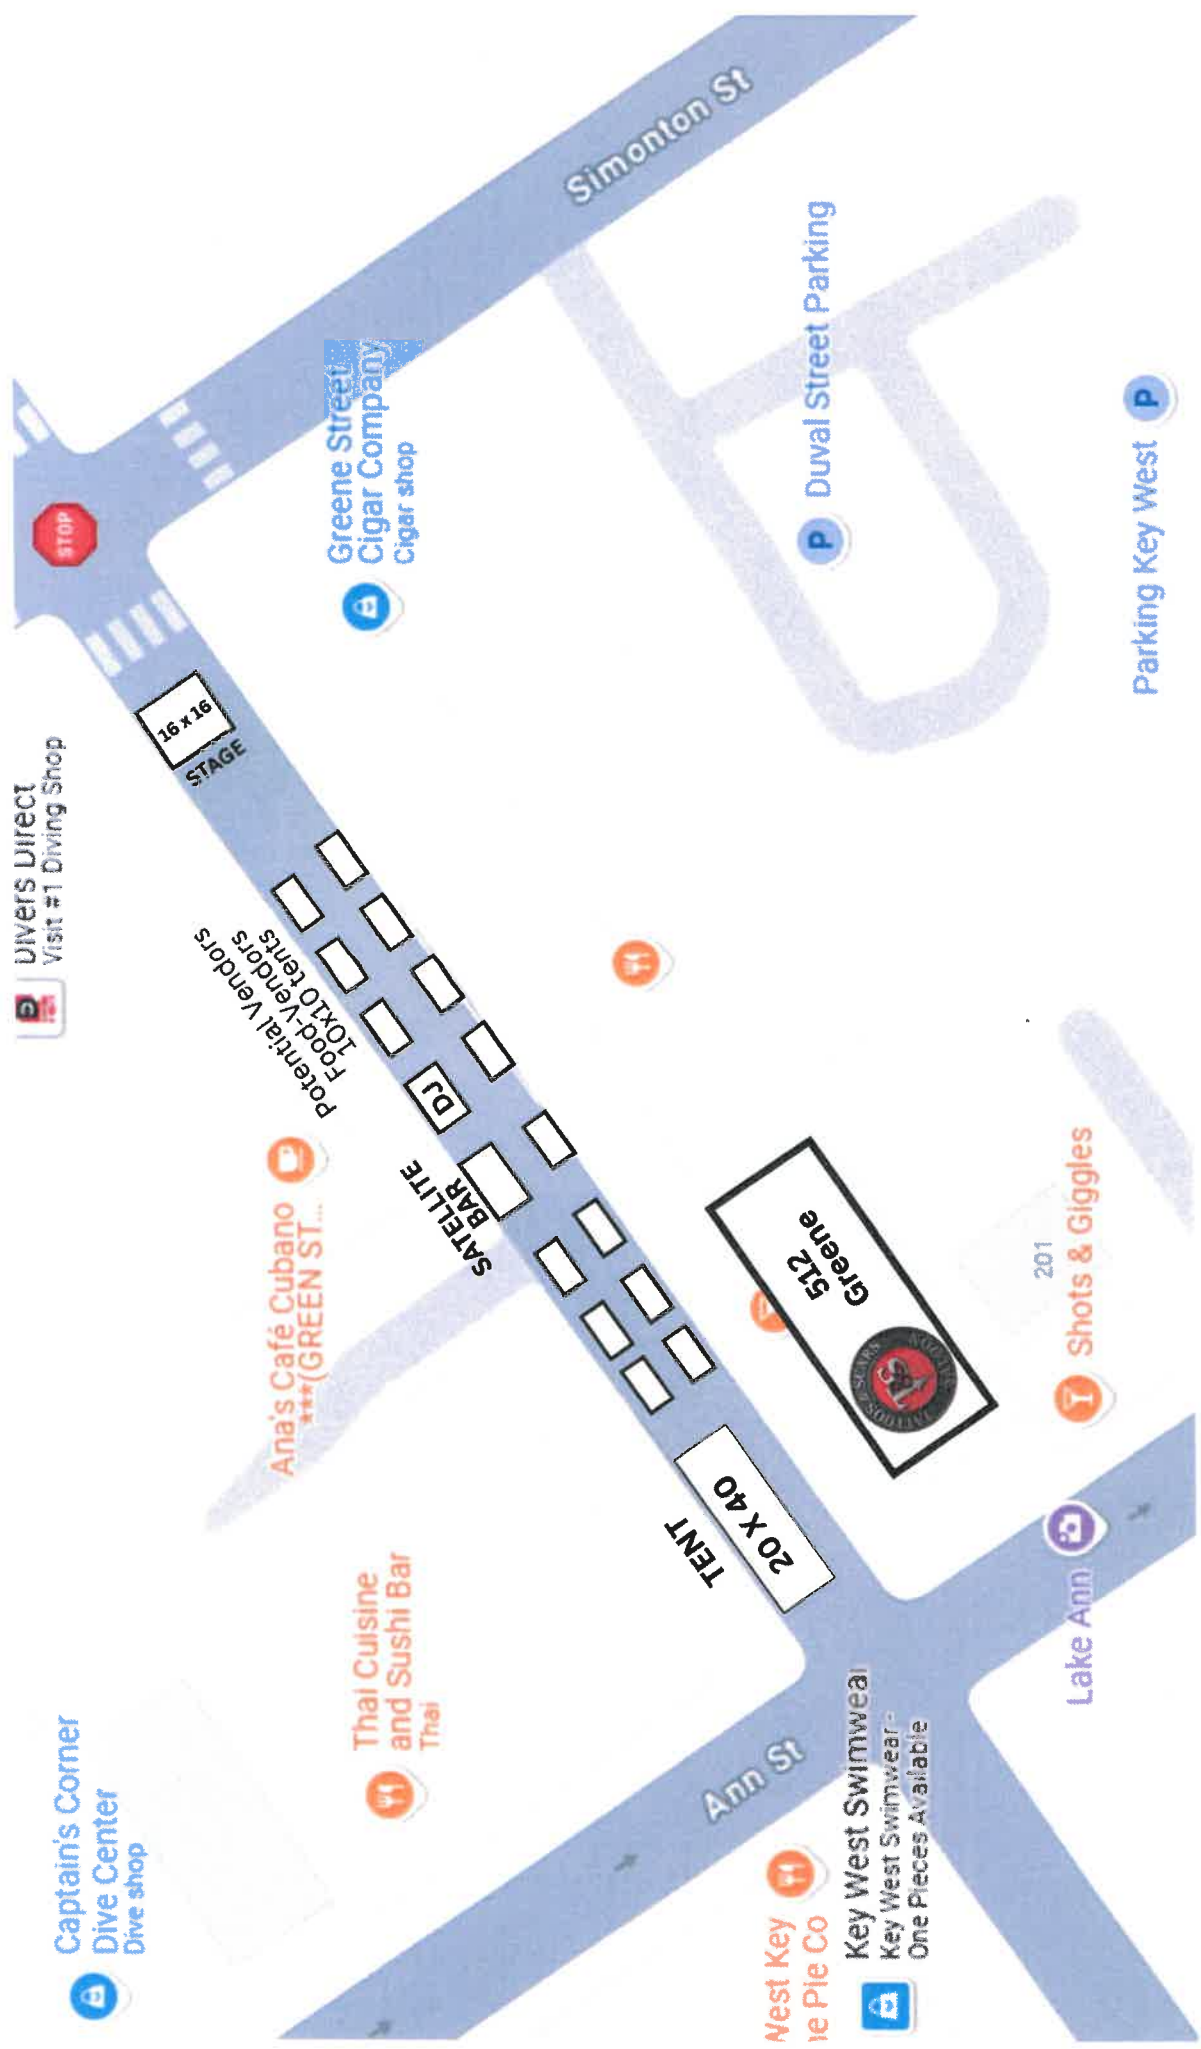 Captain's Corner
Dive Center
Dive shop
Divers Direct
Visit #1 Diving Shop
STOP
Thai Cuisine
and Sushi Bar
Thai
Ana's Café Cubano
***(GREEN ST...
Potential Vendors
Food-Vendors
10x10 tents
16 x 16
STAGE
Greene Street
Cigar Company
Cigar shop
Simonton St
SATELLITE
BAR
DJ
TENT
20 X 40
512
Greene
TATTOOS & SCARS
Ann St
West Key
ne Pie Co
Key West Swimwear
Key West Swimwear -
One Pieces Available
Lake Ann
201
Shots & Giggles
P
Duval Street Parking
Parking Key West
P